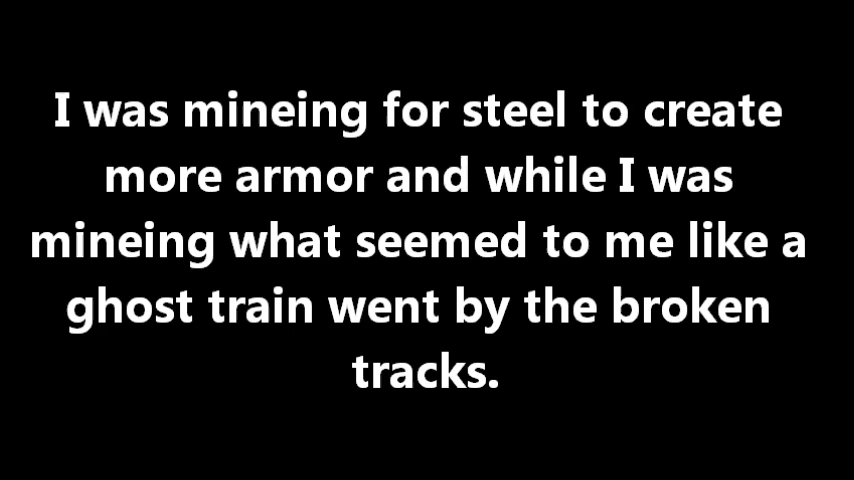 I was mineing for steel to create
more armor and while I was
mineing what seemed to me like a
ghost train went by the broken
tracks.